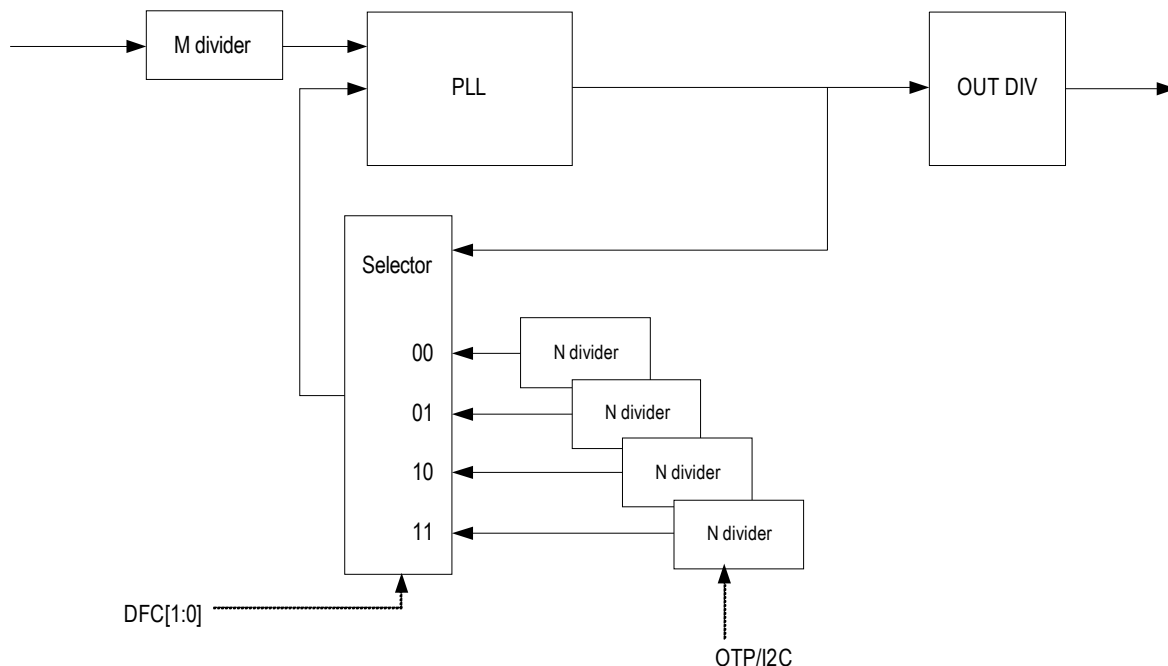 M divider
PLL
OUT DIV
Selector
00
N divider
01
N divider
10
N divider
11
N divider
DFC[1:0]
OTP/I2C